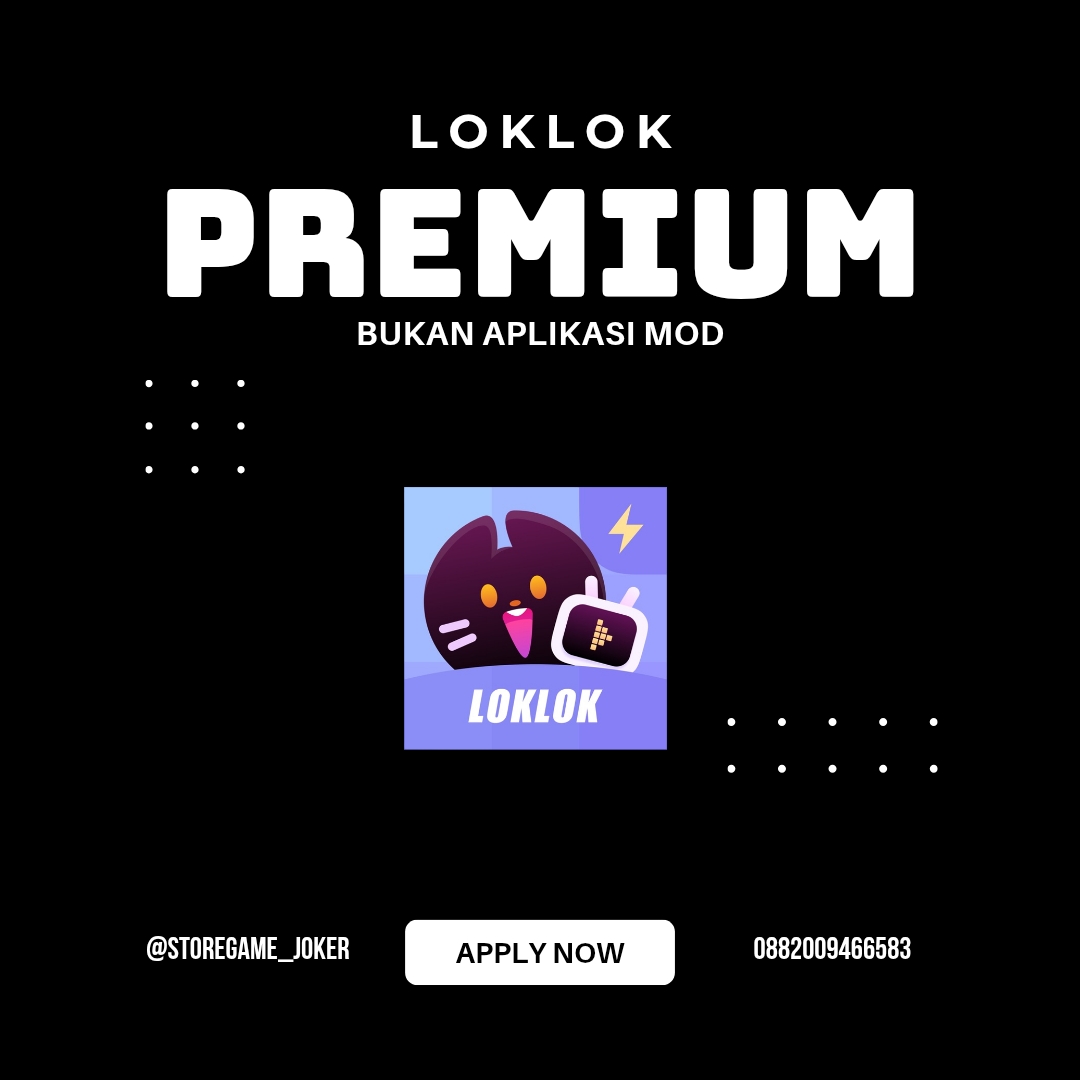 LOKLOK
PREMIUM
BUKAN APLIKASI MOD
LOKLOK
@STOREGAME_JOKER
APPLY NOW
0882009466583